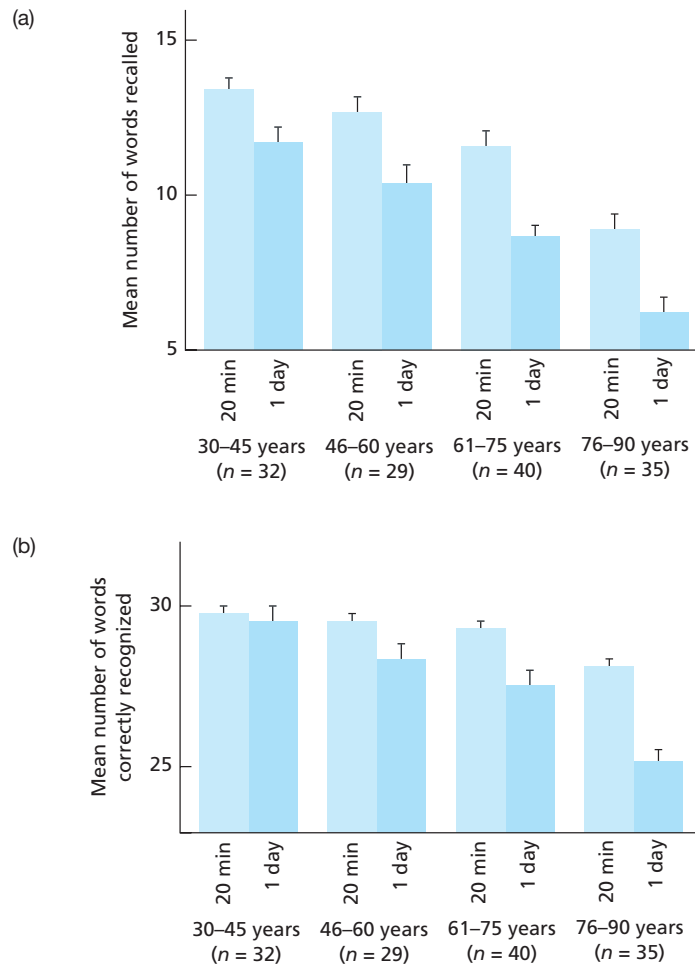 (a)
Mean number of words recalled
15
10
5
20 min
1 day
20 min
1 day
20 min
1 day
20 min
1 day
30–45 years
(n = 32)
46–60 years
(n = 29)
61–75 years
(n = 40)
76–90 years
(n = 35)
(b)
Mean number of words
correctly recognized
30
25
20 min
1 day
20 min
1 day
20 min
1 day
20 min
1 day
30–45 years
(n = 32)
46–60 years
(n = 29)
61–75 years
(n = 40)
76–90 years
(n = 35)